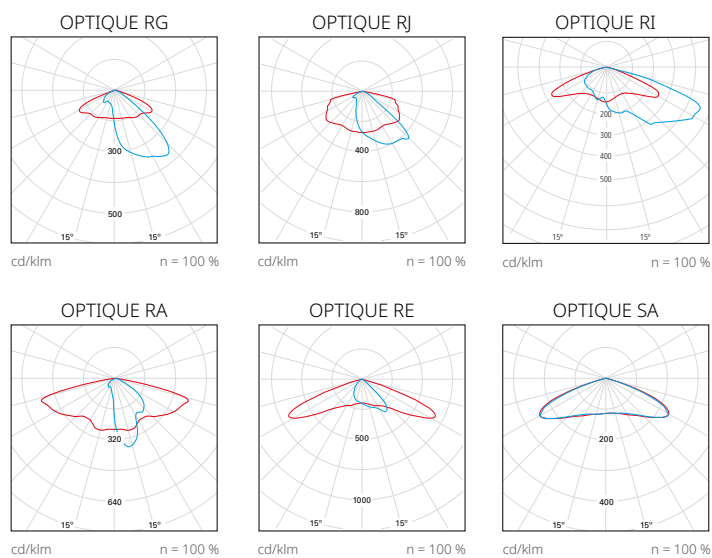 OPTIQUE RG
300
500
15° 15°
cd/klm n = 100 %
OPTIQUE RJ
400
800
15° 15°
cd/klm n = 100 %
OPTIQUE RI
200
300
400
500
15° 15°
cd/klm n = 100 %
OPTIQUE RA
320
640
15° 15°
cd/klm n = 100 %
OPTIQUE RE
500
1000
15° 15°
cd/klm n = 100 %
OPTIQUE SA
200
400
15° 15°
cd/klm n = 100 %